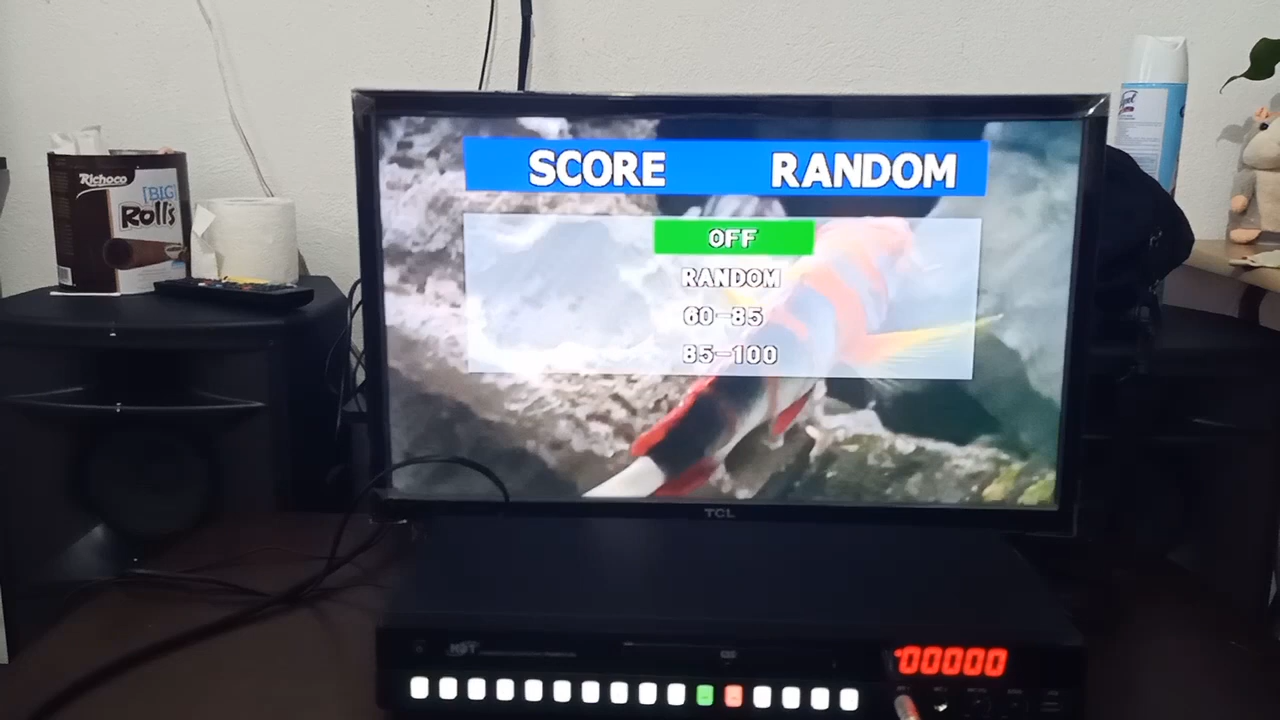 SCORE RANDOM
OFF
RANDOM
60-85
85-100
Richoco
BIG
Rolls
TCL
00000